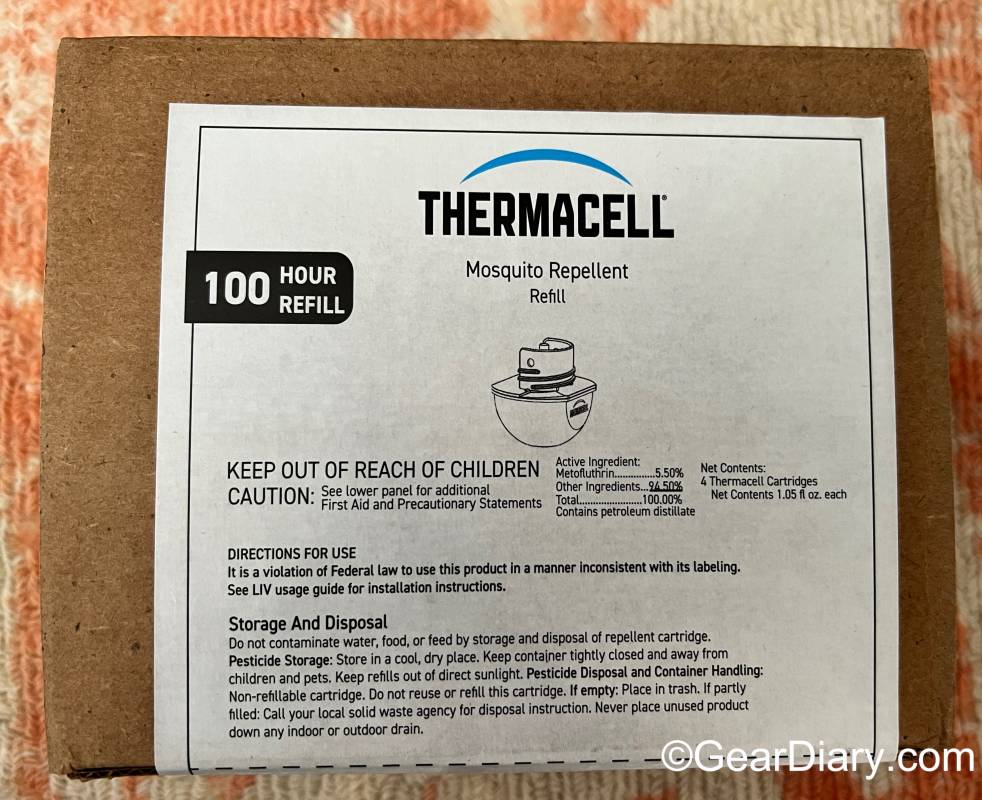 THERMACELL®
Mosquito Repellent
Refill
100 HOUR
REFILL
THERMACELL
KEEP OUT OF REACH OF CHILDREN
CAUTION: See lower panel for additional
First Aid and Precautionary Statements
Active Ingredient:
Metofluthrin..............5.50%
Other Ingredients...94.50%
Total.......................100.00%
Contains petroleum distillate
Net Contents:
4 Thermacell Cartridges
Net Contents 1.05 fl oz. each
DIRECTIONS FOR USE
It is a violation of Federal law to use this product in a manner inconsistent with its labeling.
See LIV usage guide for installation instructions.
Storage And Disposal
Do not contaminate water, food, or feed by storage and disposal of repellent cartridge.
Pesticide Storage: Store in a cool, dry place. Keep container tightly closed and away from
children and pets. Keep refills out of direct sunlight. Pesticide Disposal and Container Handling:
Non-refillable cartridge. Do not reuse or refill this cartridge. If empty: Place in trash. If partly
filled: Call your local solid waste agency for disposal instruction. Never place unused product
down any indoor or outdoor drain.
©GearDiary.com